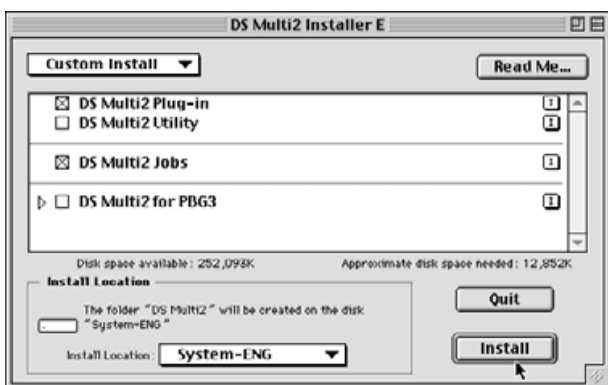 DS Multi2 Installer E
Custom Install
Read Me...
DS Multi2 Plug-in
DS Multi2 Utility
DS Multi2 Jobs
DS Multi2 for PBG3
Disk space available: 252,093K
Approximate disk space needed: 12,852K
Install Location
The folder "DS Multi2" will be created on the disk
"System-ENG"
Install Location: System-ENG
Quit
Install